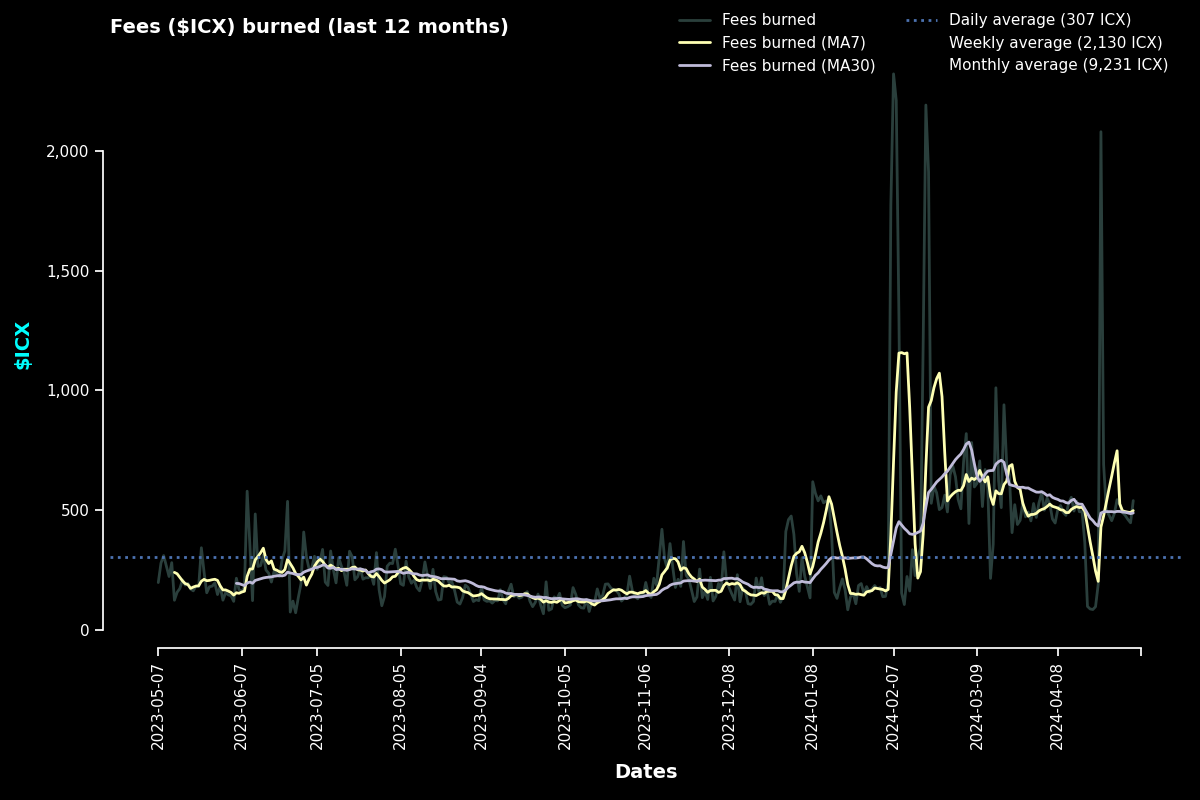 Fees ($ICX) burned (last 12 months)
Fees burned
Fees burned (MA7)
Fees burned (MA30)
Daily average (307 ICX)
Weekly average (2,130 ICX)
Monthly average (9,231 ICX)
$ICX
2,000
1,500
1,000
500
0
2023-05-07
2023-06-07
2023-07-05
2023-08-05
2023-09-04
2023-10-05
2023-11-06
2023-12-08
2024-01-08
2024-02-07
2024-03-09
2024-04-08
Dates